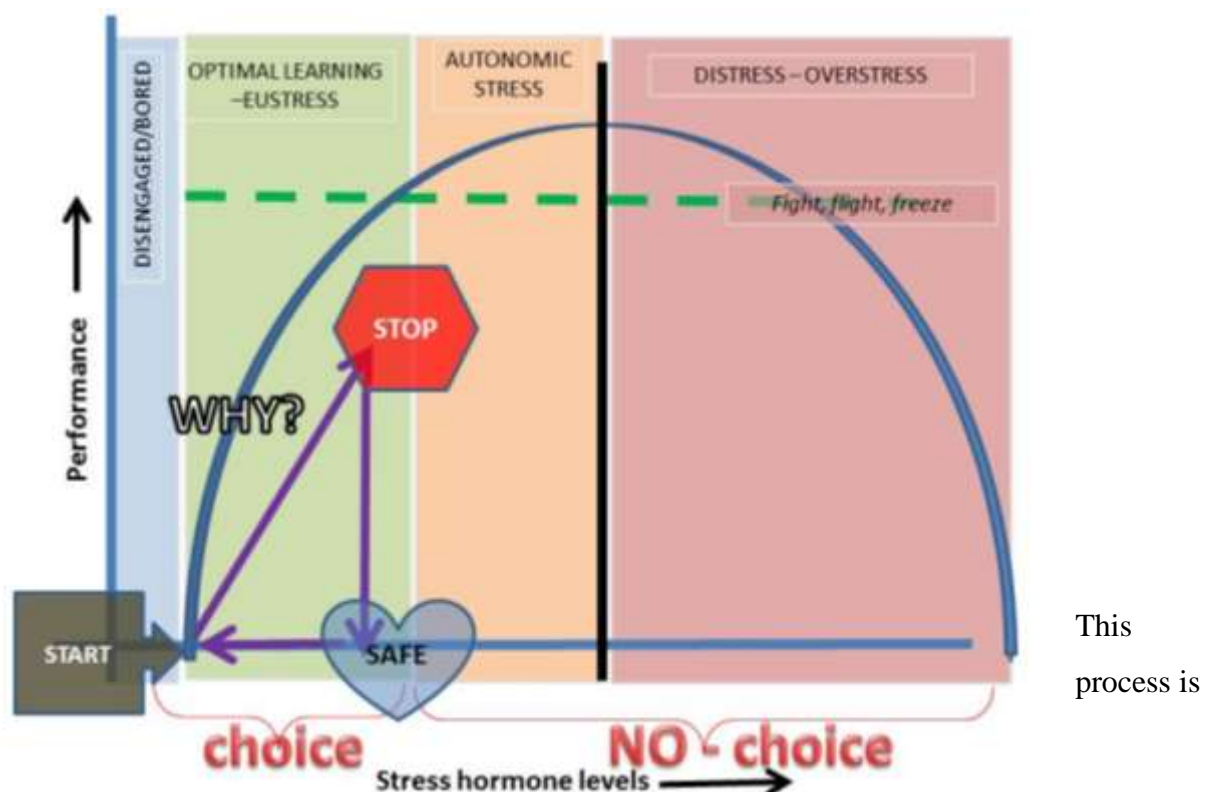 DISENGAGED/BORED
OPTIMAL LEARNING
–EUSTRESS
AUTONOMIC
STRESS
DISTRESS – OVERSTRESS
Fight, flight, freeze
STOP
WHY?
Performance
START
SAFE
choice
NO - choice
Stress hormone levels
This
process is